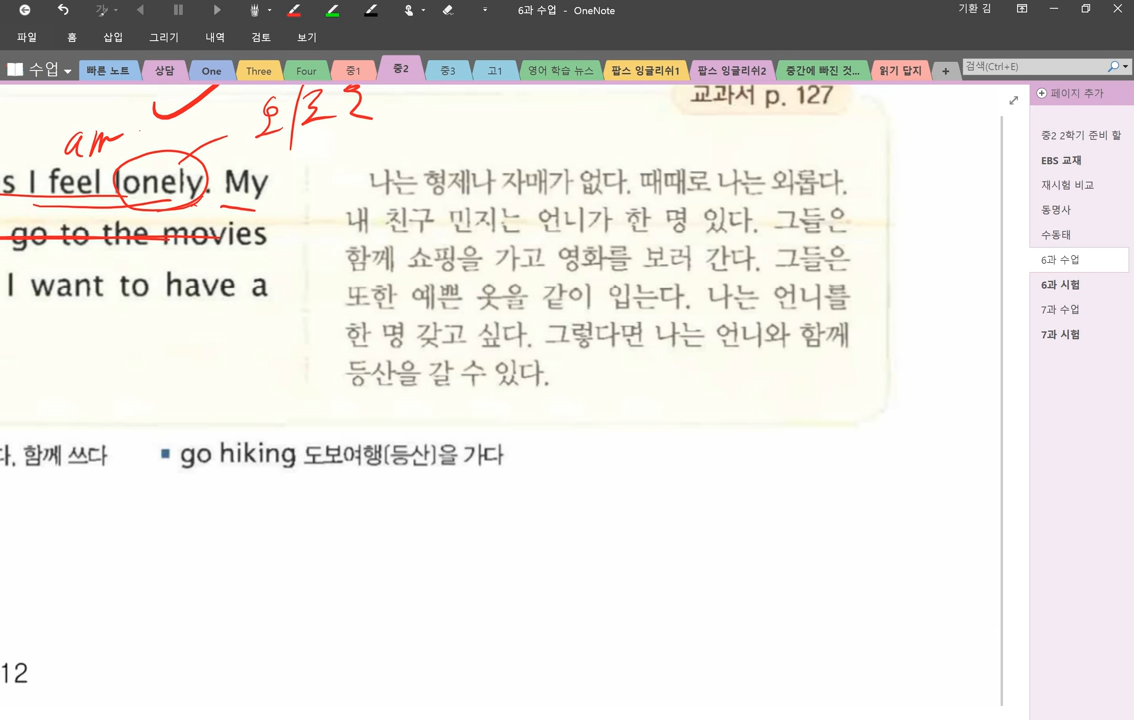 6과 수업 - OneNote
기환 김
파일 홈 삽입 그리기 내역 검토 보기
수업 빠른 노트 상담 One Three Four 중1 중2 중3 고1 영어 학습 뉴스 팝스 잉글리쉬1 팝스 잉글리쉬2 중간에 빠진 것... 읽기 답지 + 검색(Ctrl+E)
페이지 추가
중2 2학기 준비 할
EBS 교재
재시험 비교
동명사
수동태
6과 수업
6과 시험
7과 수업
7과 시험
교과서 p. 127
am
s I feel lonely. My
go to the movies
I want to have a
나는 형제나 자매가 없다. 때때로 나는 외롭다.
내 친구 민지는 언니가 한 명 있다. 그들은
함께 쇼핑을 가고 영화를 보러 간다. 그들은
또한 예쁜 옷을 같이 입는다. 나는 언니를
한 명 갖고 싶다. 그렇다면 나는 언니와 함께
등산을 갈 수 있다.
다, 함께 쓰다
■ go hiking 도보여행(등산)을 가다
12